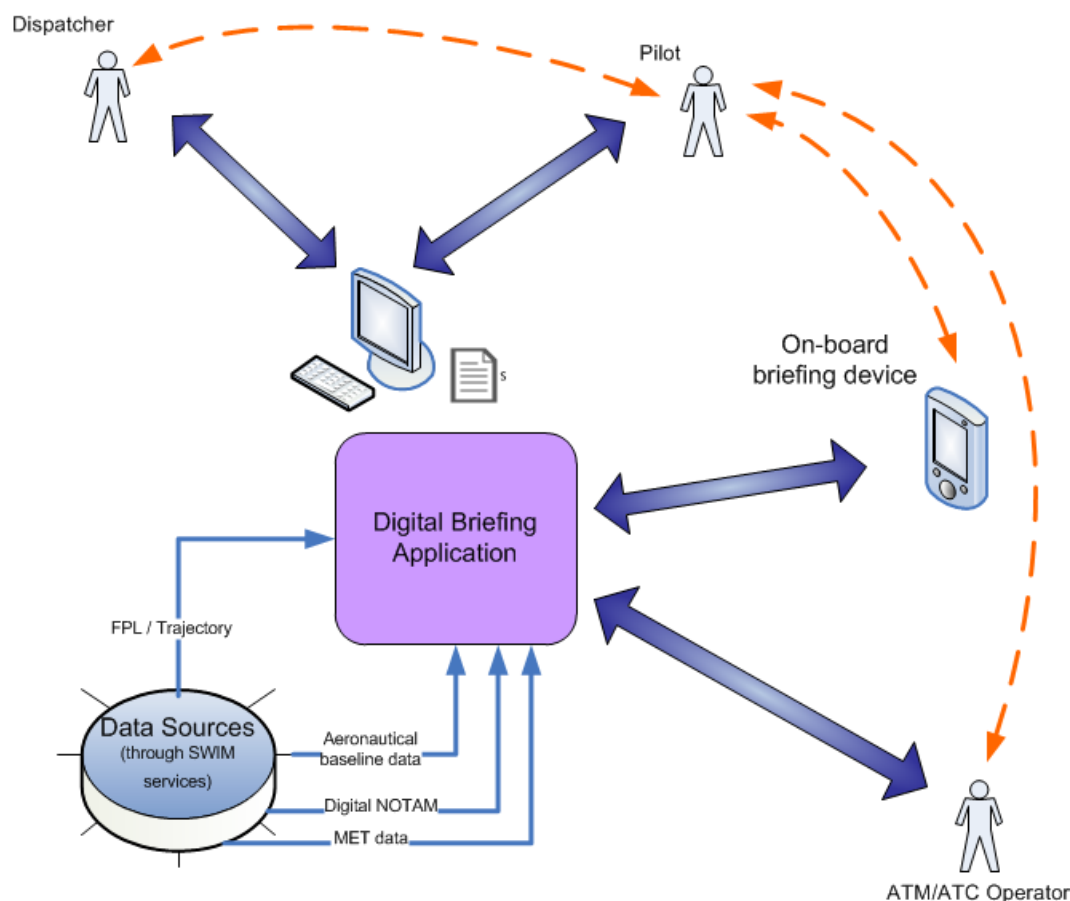 Dispatcher
Pilot
s
On-board
briefing device
Digital Briefing
Application
FPL / Trajectory
Data Sources
(through SWIM
services)
Aeronautical
baseline data
Digital NOTAM
MET data
ATM/ATC Operator